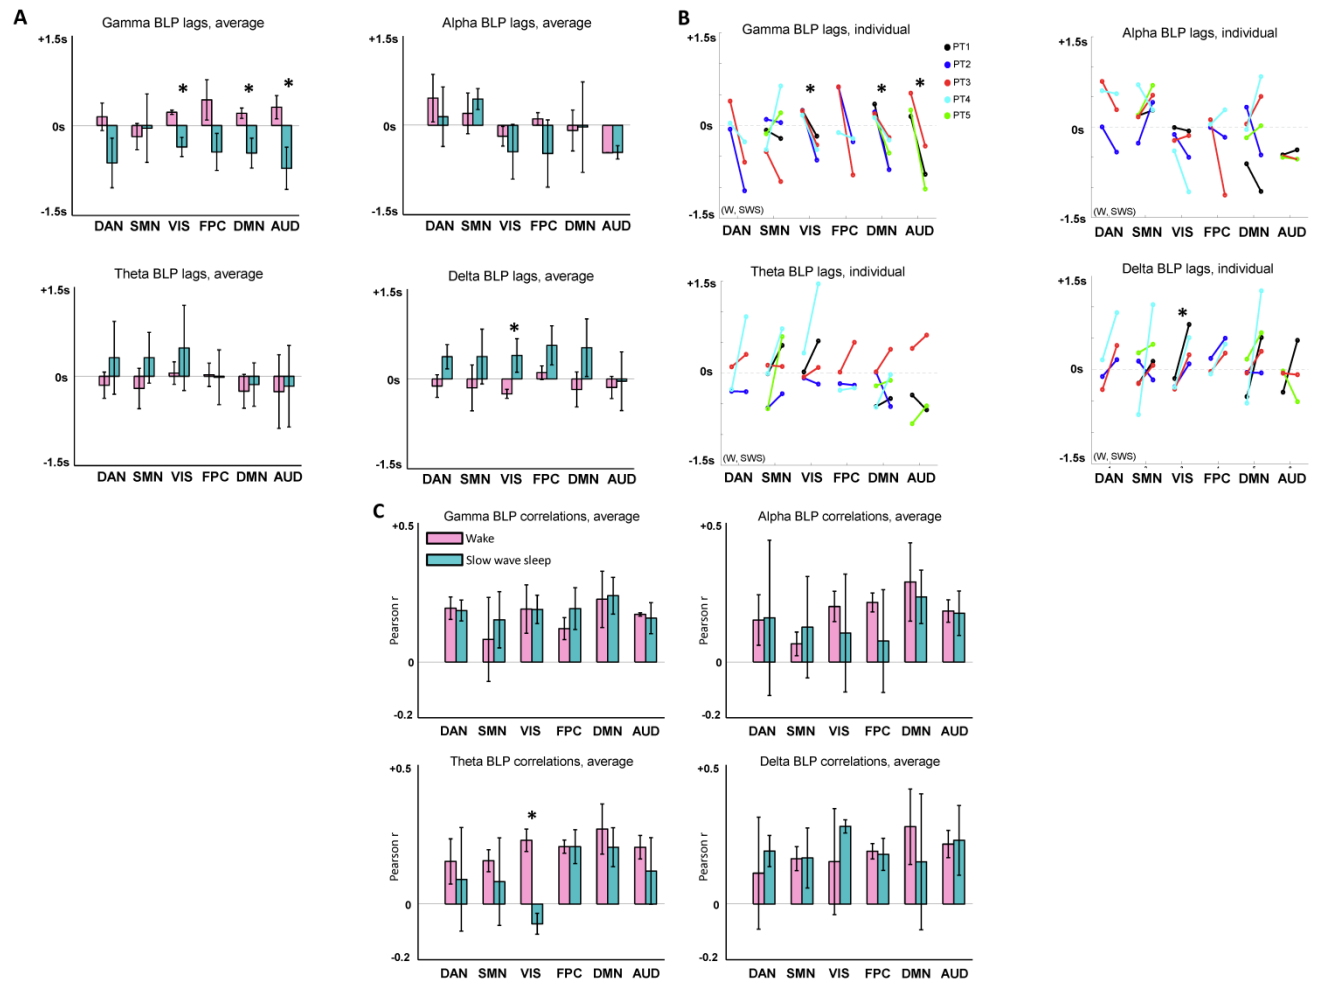 A
Gamma BLP lags, average
+1.5s
0s
-1.5s
DAN SMN VIS FPC DMN AUD
*
*
*
Alpha BLP lags, average
+1.5s
0s
-1.5s
DAN SMN VIS FPC DMN AUD
Theta BLP lags, average
+1.5s
0s
-1.5s
DAN SMN VIS FPC DMN AUD
Delta BLP lags, average
+1.5s
*
0s
-1.5s
DAN SMN VIS FPC DMN AUD
B
Gamma BLP lags, individual
+1.5s
PT1
PT2
PT3
PT4
PT5
*
*
*
0s
-1.5s
(W, SWS)
DAN SMN VIS FPC DMN AUD
Alpha BLP lags, individual
+1.5s
0s
-1.5s
DAN SMN VIS FPC DMN AUD
Theta BLP lags, individual
+1.5s
0s
-1.5s
(W, SWS)
DAN SMN VIS FPC DMN AUD
Delta BLP lags, individual
+1.5s
*
0s
-1.5s
(W, SWS)
DAN SMN VIS FPC DMN AUD
C
Gamma BLP correlations, average
+0.5
Wake
Slow wave sleep
Pearson r
0
-0.2
DAN SMN VIS FPC DMN AUD
Alpha BLP correlations, average
+0.5
Pearson r
0
-0.2
DAN SMN VIS FPC DMN AUD
Theta BLP correlations, average
+0.5
*
Pearson r
0
-0.2
DAN SMN VIS FPC DMN AUD
Delta BLP correlations, average
+0.5
Pearson r
0
-0.2
DAN SMN VIS FPC DMN AUD